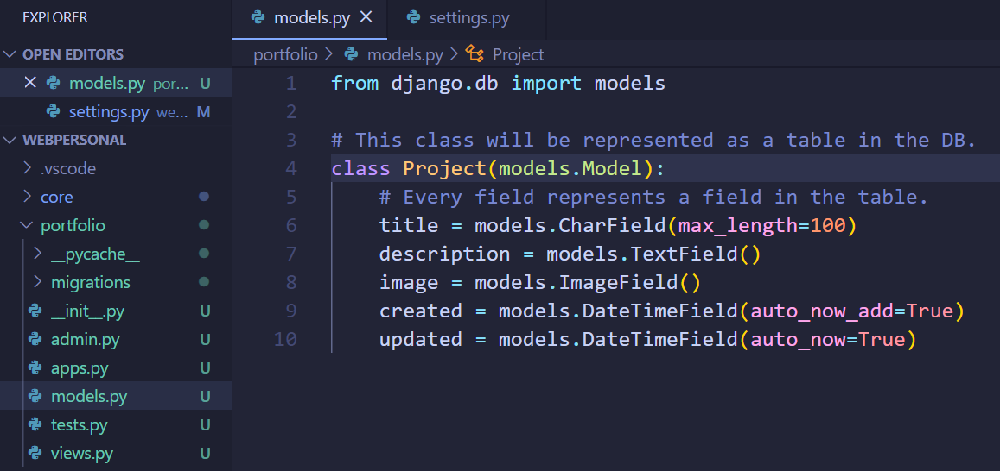 EXPLORER
OPEN EDITORS
models.py por... U
settings.py we... M
WEBPERSONAL
.vscode
core
portfolio
__pycache__
migrations
__init__.py U
admin.py U
apps.py U
models.py U
tests.py U
views.py U
models.py settings.py
portfolio models.py Project
1 from django.db import models
2
3 # This class will be represented as a table in the DB.
4 class Project(models.Model):
5     # Every field represents a field in the table.
6     title = models.CharField(max_length=100)
7     description = models.TextField()
8     image = models.ImageField()
9     created = models.DateTimeField(auto_now_add=True)
10     updated = models.DateTimeField(auto_now=True)